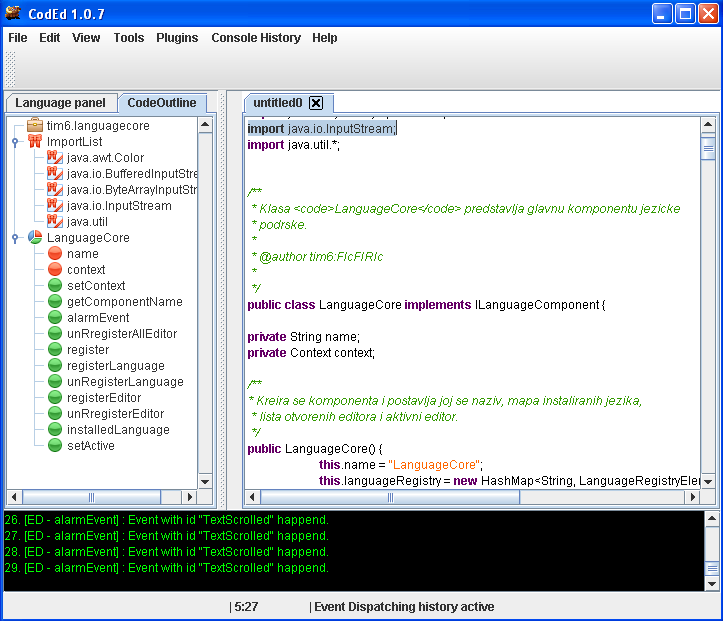 CodEd 1.0.7
File Edit View Tools Plugins Console History Help
Language panel CodeOutline
tim6.languagecore
ImportList
java.awt.Color
java.io.BufferedInputStre
java.io.ByteArrayInputStr
java.io.InputStream
java.util
LanguageCore
name
context
setContext
getComponentName
alarmEvent
unRregisterAllEditor
register
registerLanguage
unRegisterLanguage
registerEditor
unRregisterEditor
installedLanguage
setActive
untitled0
import java.io.InputStream;
import java.util.*;
/**
* Klasa <code>LanguageCore</code> predstavlja glavnu komponentu jezicke
* podrske.
*
* @author tim6:FlcFlRlc
*
*/
public class LanguageCore implements ILanguageComponent {
private String name;
private Context context;
/**
* Kreira se komponenta i postavlja joj se naziv, mapa instaliranih jezika,
* lista otvorenih editora i aktivni editor.
*/
public LanguageCore() {
this.name = "LanguageCore";
this.languageRegistry = new HashMap<String, LanguageRegistryEler
26. [ED - alarmEvent] : Event with id "TextScrolled" happend.
27. [ED - alarmEvent] : Event with id "TextScrolled" happend.
28. [ED - alarmEvent] : Event with id "TextScrolled" happend.
29. [ED - alarmEvent] : Event with id "TextScrolled" happend.
| 5:27 | Event Dispatching history active